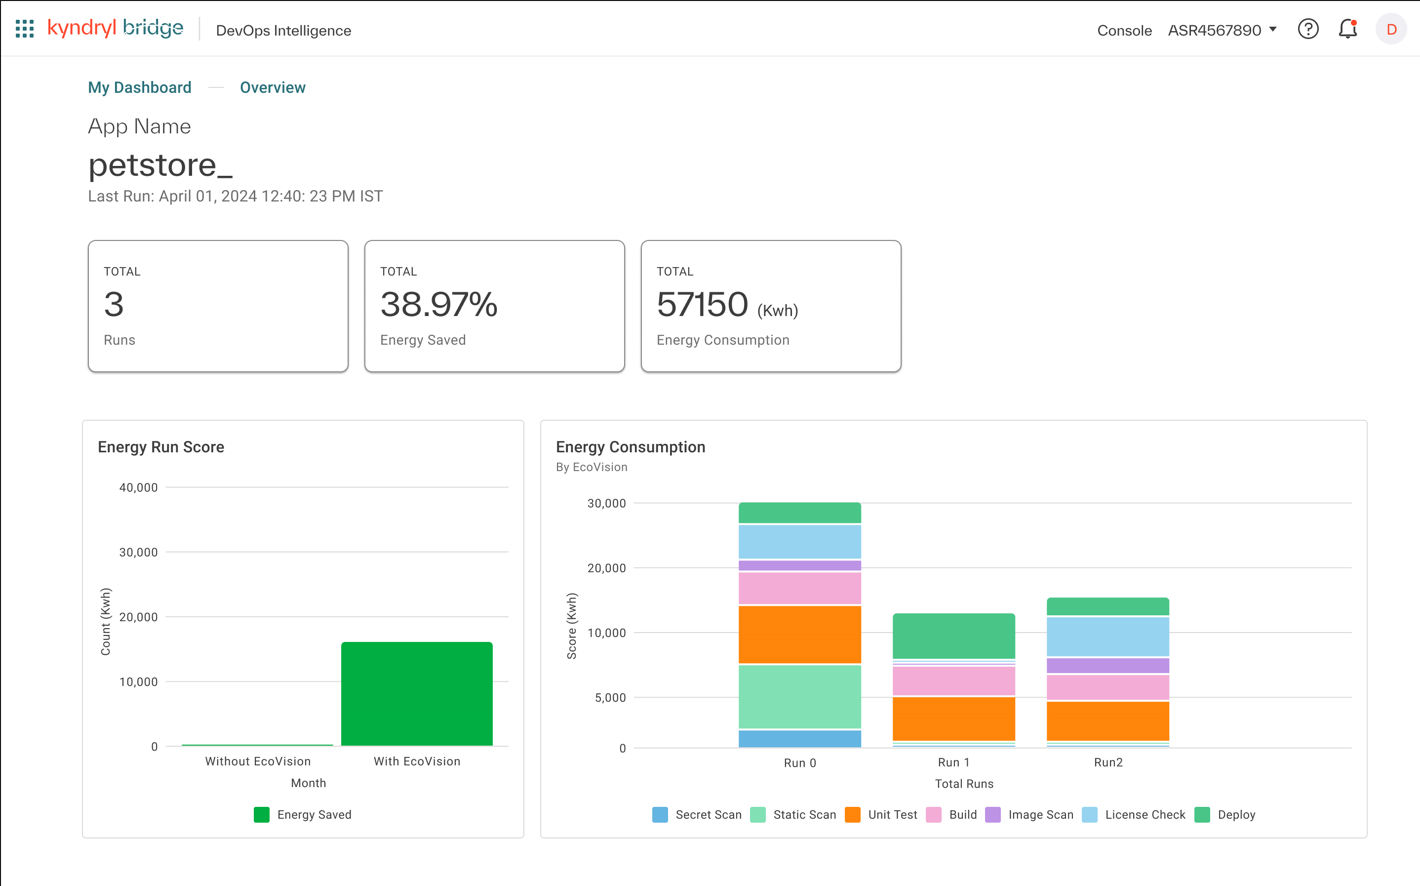 kyndryl bridge
DevOps Intelligence
Console
ASR4567890
D
My Dashboard
Overview
App Name
petstore_
Last Run: April 01, 2024 12:40: 23 PM IST
TOTAL
3
Runs
TOTAL
38.97%
Energy Saved
TOTAL
57150 (Kwh)
Energy Consumption
Energy Run Score
40,000
30,000
20,000
10,000
0
Count (Kwh)
Without EcoVision
With EcoVision
Month
Energy Saved
Energy Consumption
By EcoVision
30,000
20,000
10,000
5,000
0
Score (Kwh)
Run 0
Run 1
Run2
Total Runs
Secret Scan
Static Scan
Unit Test
Build
Image Scan
License Check
Deploy